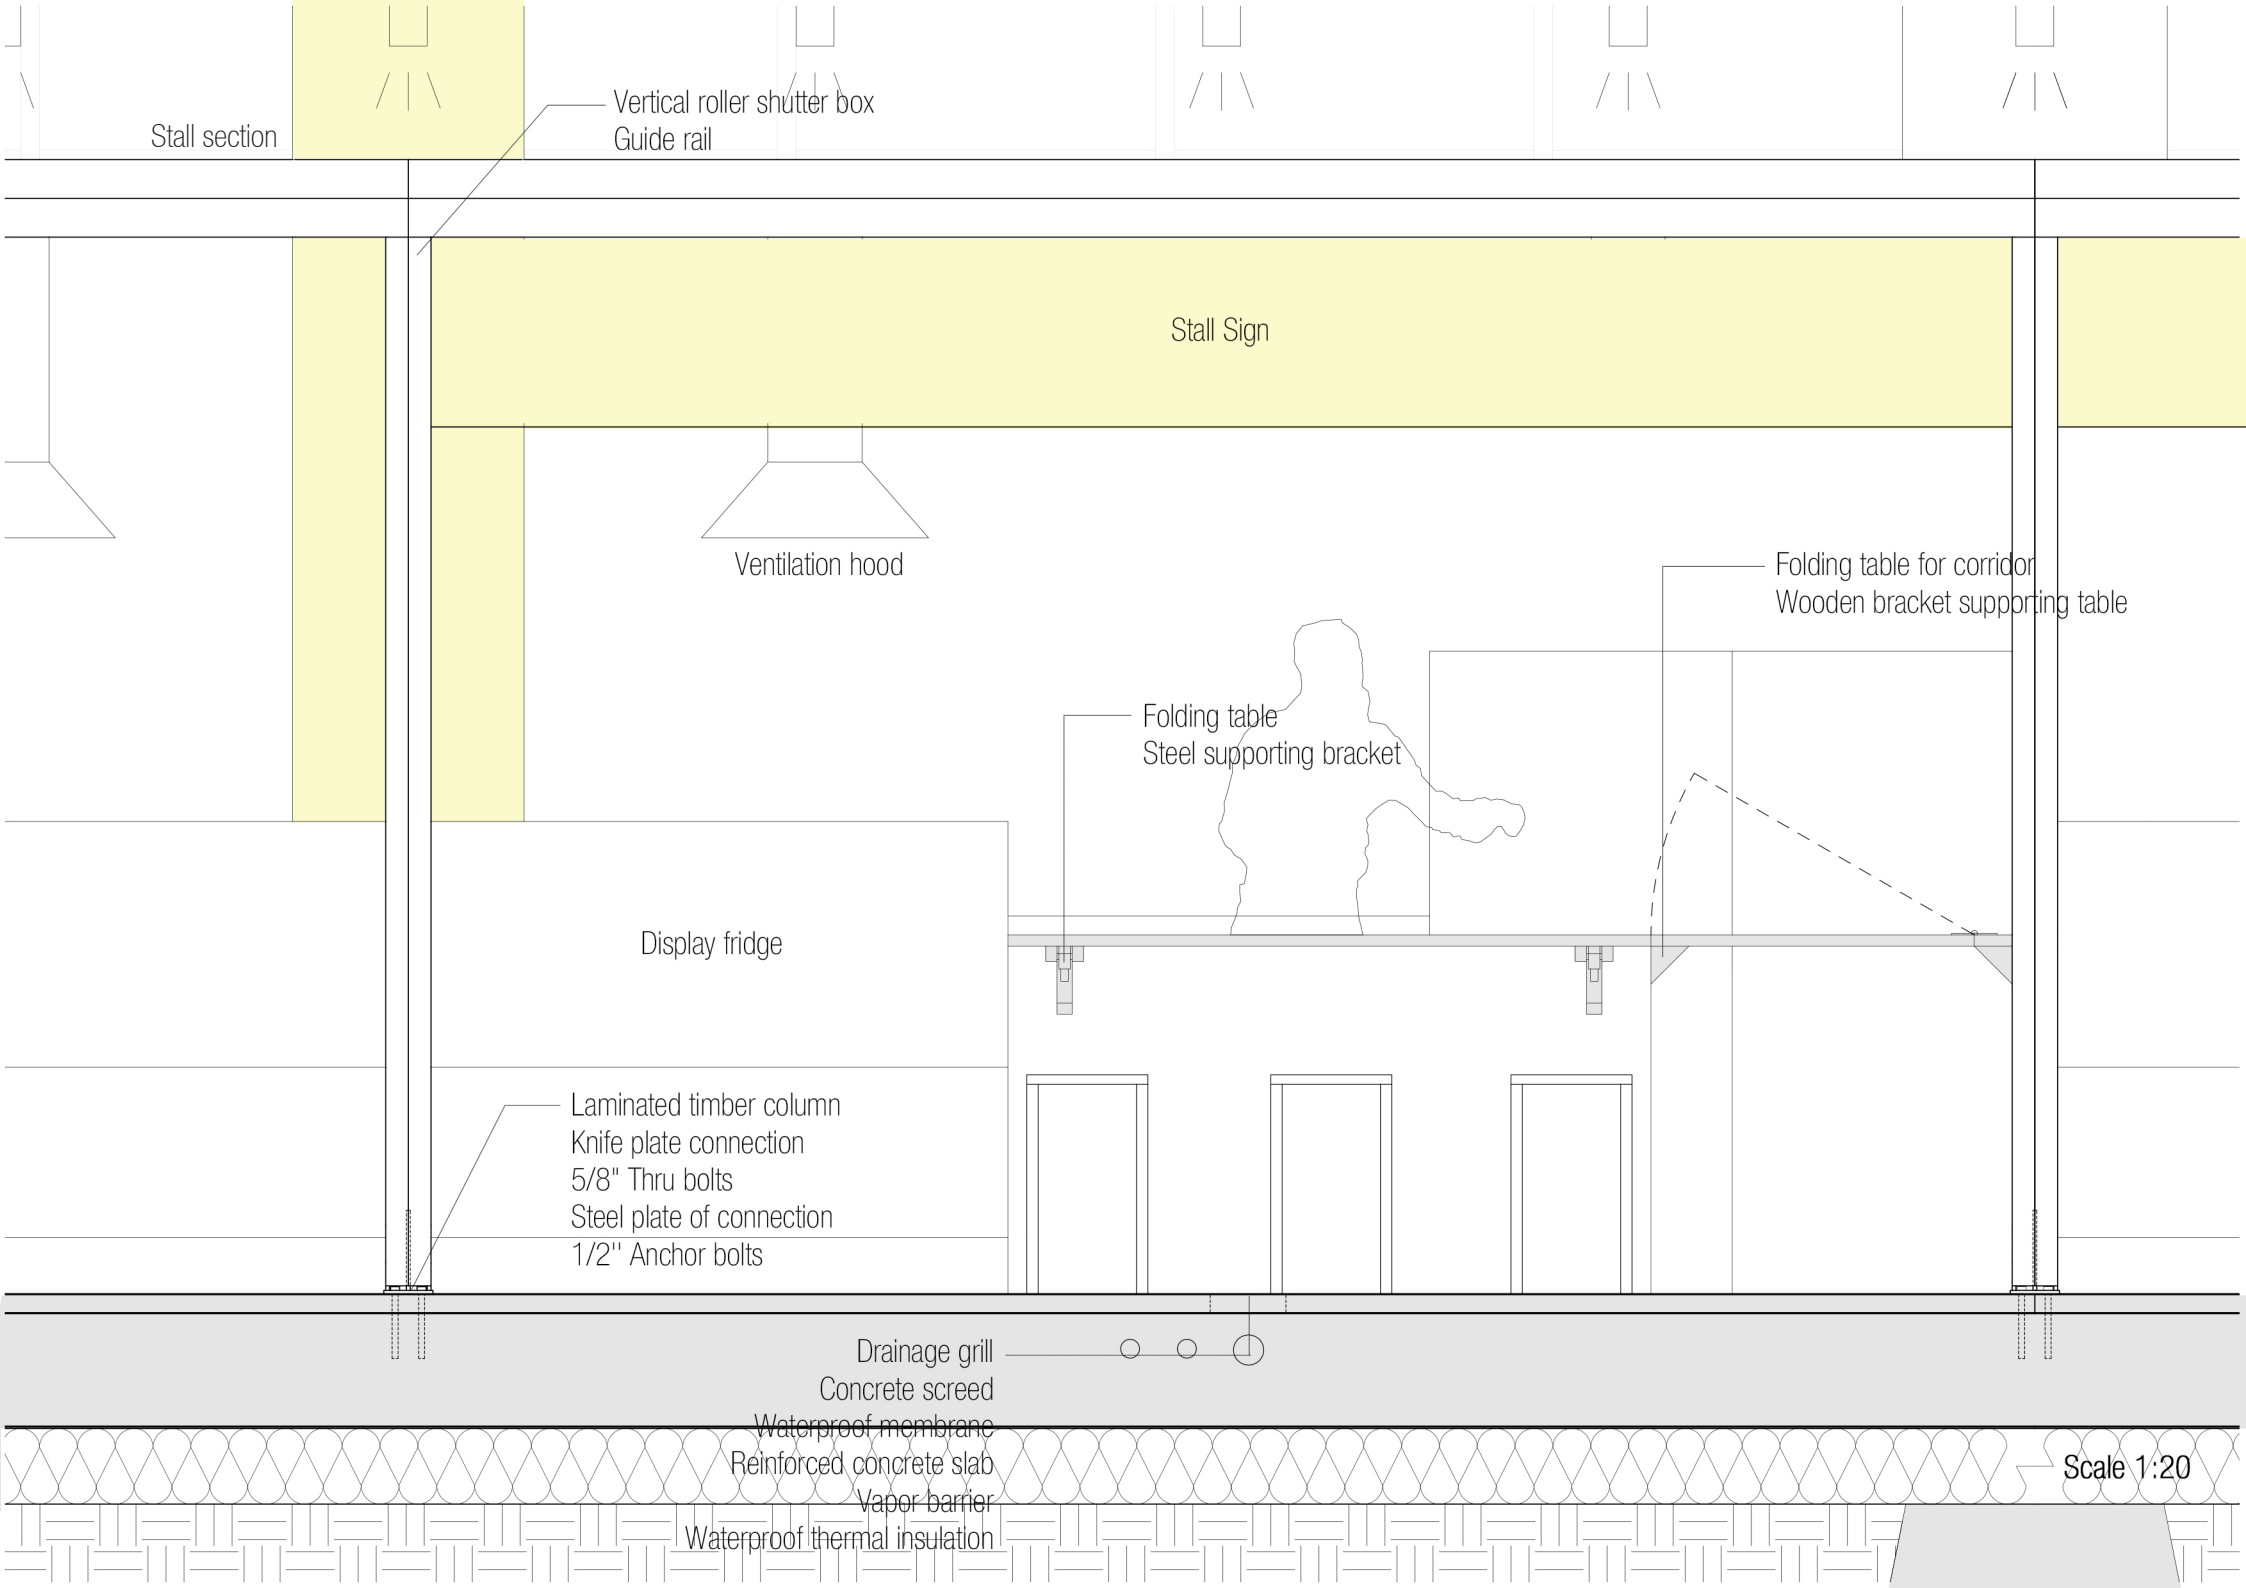 Vertical roller shutter box
Guide rail
Stall section
Stall Sign
Ventilation hood
Folding table for corridor
Wooden bracket supporting table
Folding table
Steel supporting bracket
Display fridge
Laminated timber column
Knife plate connection
5/8" Thru bolts
Steel plate of connection
1/2'' Anchor bolts
Drainage grill
Concrete screed
Waterproof membrane
Reinforced concrete slab
Vapor barrier
Waterproof thermal insulation
Scale 1:20